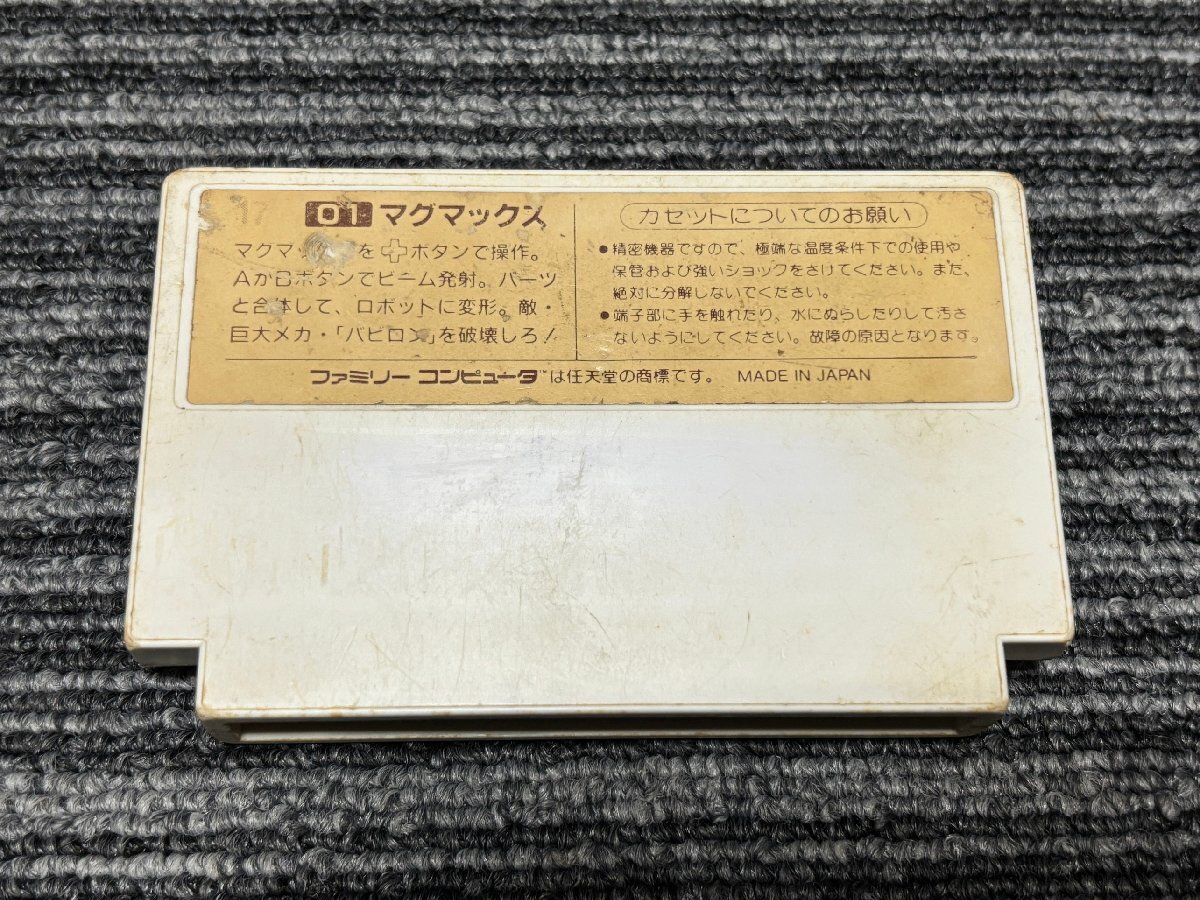 17
01 マグマックス
マグマッ を ボタンで操作。
AかBボタンでビーム発射。パーツ
と合体して、ロボットに変形。敵・
巨大メカ・「バビロン」を破壊しろ！
カセットについてのお願い
●精密機器ですので、極端な温度条件下での使用や
保管および強いショックをさけてください。また、
絶対に分解しないでください。
●端子部に手を触れたり、水にぬらしたりして汚さ
ないようにしてください。故障の原因となります。
ファミリーコンピュータ™は任天堂の商標です。 MADE IN JAPAN